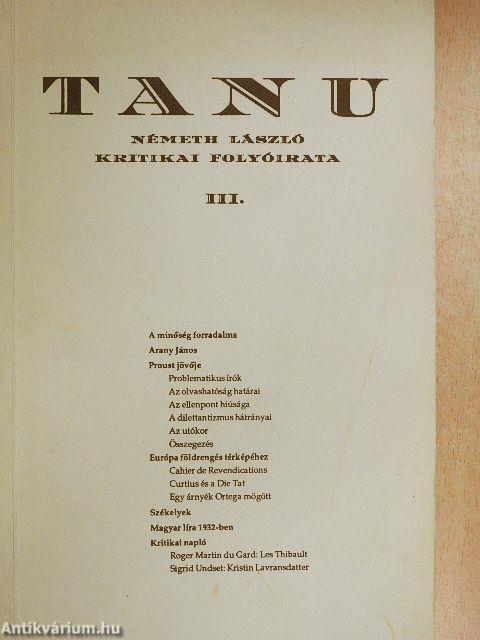 TANU
NÉMETH LÁSZLÓ
KRITIKAI FOLYÓIRATA
III.
A minőség forradalma
Arany János
Proust jövője
Problematikus írók
Az olvashatóság határai
Az ellenpont hiúsága
A dilettantizmus hátrányai
Az utókor
Összegezés
Európa földrengés térképéhez
Cahier de Revendications
Curtius és a Die Tat
Egy árnyék Ortega mögött
Székelyek
Magyar líra 1932-ben
Kritikai napló
Roger Martin du Gard: Les Thibault
Sigrid Undset: Kristin Lavransdatter
Antikvárium.hu